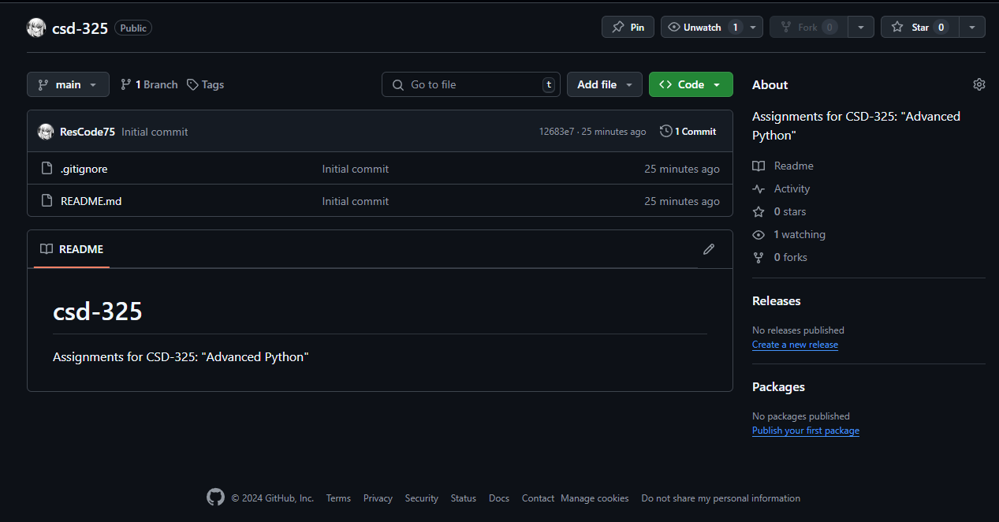 csd-325 Public Pin Unwatch 1 Fork 0 Star 0
main 1 Branch Tags Go to file t Add file Code
ResCode75 Initial commit 12683e7 · 25 minutes ago 1 Commit
.gitignore Initial commit 25 minutes ago
README.md Initial commit 25 minutes ago
README
csd-325
Assignments for CSD-325: "Advanced Python"
About
Assignments for CSD-325: "Advanced
Python"
Readme
Activity
0 stars
1 watching
0 forks
Releases
No releases published
Create a new release
Packages
No packages published
Publish your first package
© 2024 GitHub, Inc. Terms Privacy Security Status Docs Contact Manage cookies Do not share my personal information